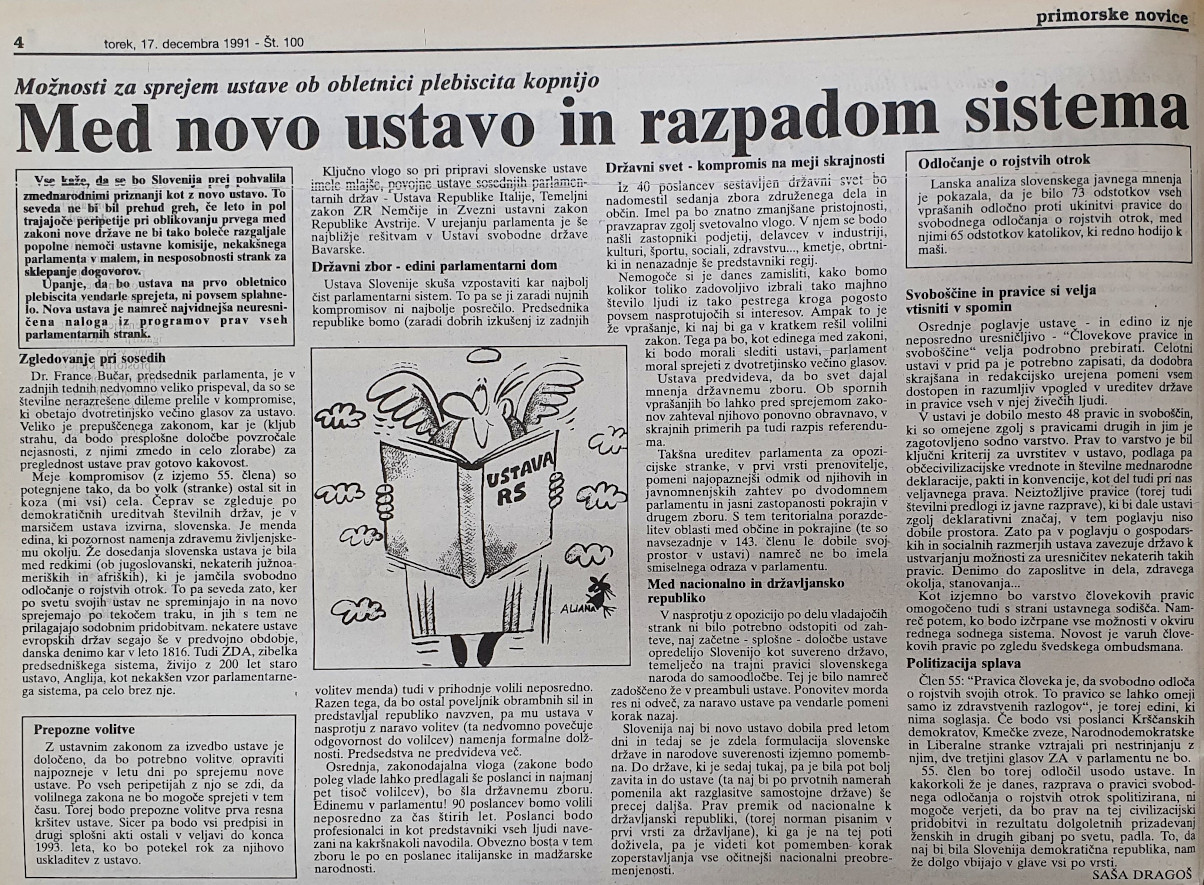 primorske novice
4
torek, 17. decembra 1991 - Št. 100
Možnosti za sprejem ustave ob obletnici plebiscita kopnijo
Med novo ustavo in razpadom sistema
Vse kaže, da se bo Slovenija prej pohvalila
z mednarodnimi priznanji kot z novo ustavo. To
seveda ne bi bil prehud greh, če leto in pol
trajajoče peripetije pri oblikovanju prvega med
zakoni nove države ne bi tako boleče razgaljale
popolne nemoči ustavne komisije, nekakšnega
parlamenta v malem, in nesposobnosti strank za
sklepanje dogovorov.
Upanje, da bo ustava na prvo obletnico
plebiscita vendarle sprejeta, ni povsem splahne-
lo. Nova ustava je namreč najvidnejša neuresni-
čena naloga iz programov prav vseh
parlamentarnih strank.
Zgledovanje pri sosedih
Dr. France Bučar, predsednik parlamenta, je v
zadnjih tednih nedvomno veliko prispeval, da so se
številne nerazrešene dileme prelile v kompromise,
ki obetajo dvotretinjsko večino glasov za ustavo.
Veliko je prepuščenega zakonom, kar je (kljub
strahu, da bodo presplošne določbe povzročale
nejasnosti, z njimi zmedo in celo zlorabe) za
preglednost ustave prav gotovo kakovost.
Meje kompromisov (z izjemo 55. člena) so
potegnjene tako, da bo volk (stranke) ostal sit in
koza (mi vsi) cela. Čeprav se zgleduje po
demokratičnih ureditvah številnih držav, je v
marsičem ustava izvirna, slovenska. Je menda
edina, ki pozornost namenja zdravemu življenjske-
mu okolju. Že dosedanja slovenska ustava je bila
med redkimi (ob jugoslovanski, nekaterih južnoa-
meriških in afriških), ki je jamčila svobodno
odločanje o rojstvih otrok. To pa seveda zato, ker
po svetu svojih ustav ne spreminjajo in na novo
sprejemajo po tekočem traku, in jih s tem ne
prilagajajo sodobnim pridobitvam. nekatere ustave
evropskih držav segajo še v predvojno obdobje,
danska denimo kar v leto 1816. Tudi ZDA, zibelka
predsedniškega sistema, živijo z 200 let staro
ustavo, Anglija, kot nekakšen vzor parlamentarne-
ga sistema, pa celo brez nje.
Prepozne volitve
Z ustavnim zakonom za izvedbo ustave je
določeno, da bo potrebno volitve opraviti
najpozneje v letu dni po sprejemu nove
ustave. Po vseh peripetijah z njo se zdi, da
volilnega zakona ne bo mogoče sprejeti v tem
času. Torej bodo prepozne volitve prva resna
kršitev ustave. Sicer pa bodo vsi predpisi in
drugi splošni akti ostali v veljavi do konca
1993. leta, ko bo potekel rok za njihovo
uskladitev z ustavo.
Ključno vlogo so pri pripravi slovenske ustave
imele mlajše, povojne ustave sosednjih parlamen-
tarnih držav - Ustava Republike Italije, Temeljni
zakon ZR Nemčije in Zvezni ustavni zakon
Republike Avstrije. V urejanju parlamenta je še
najbližje rešitvam v Ustavi svobodne države
Bavarske.
Državni zbor - edini parlamentarni dom
Ustava Slovenije skuša vzpostaviti kar najbolj
čist parlamentarni sistem. To pa se ji zaradi nujnih
kompromisov ni najbolje posrečilo. Predsednika
republike bomo (zaradi dobrih izkušenj iz zadnjih
USTAVA
RS
ALJANA
volitev menda) tudi v prihodnje volili neposredno.
Razen tega, da bo ostal poveljnik obrambnih sil in
predstavljal republiko navzven, pa mu ustava v
nasprotju z naravo volitev (ta nedvomno povečuje
odgovornost do volilcev) namenja formalne dolž-
nosti. Predsedstva ne predvideva več.
Osrednja, zakonodajalna vloga (zakone bodo
poleg vlade lahko predlagali še poslanci in najmanj
pet tisoč volilcev), bo šla državnemu zboru.
Edinemu v parlamentu! 90 poslancev bomo volili
neposredno za čas štirih let. Poslanci bodo
profesionalci in kot predstavniki vseh ljudi nave-
zani na kakršnakoli navodila. Obvezno bosta v tem
zboru le po en poslanec italijanske in madžarske
narodnosti.
Državni svet - kompromis na meji skrajnosti
Iz 40 poslancev sestavljen državni svet bo
nadomestil sedanja zbora združenega dela in
občin. Imel pa bo znatno zmanjšane pristojnosti,
pravzaprav zgolj svetovalno vlogo. V njem se bodo
našli zastopniki podjetij, delavcev v industriji,
kulturi, športu, sociali, zdravstvu..., kmetje, obrtni-
ki in nenazadnje še predstavniki regij.
Nemogoče si je danes zamisliti, kako bomo
kolikor toliko zadovoljivo izbrali tako majhno
število ljudi iz tako pestrega kroga pogosto
povsem nasprotujočih si interesov. Ampak to je
že vprašanje, ki naj bi ga v kratkem rešil volilni
zakon. Tega pa bo, kot edinega med zakoni,
ki bodo morali slediti ustavi, parlament
moral sprejeti z dvotretjinsko večino glasov.
Ustava predvideva, da bo svet dajal
mnenja državnemu zboru. Ob spornih
vprašanjih bo lahko pred sprejemom zako-
nov zahteval njihovo ponovno obravnavo, v
skrajnih primerih pa tudi razpis referendu-
ma.
Takšna ureditev parlamenta za opozi-
cijske stranke, v prvi vrsti prenovitelje,
pomeni najopaznejši odmik od njihovih in
javnomnenjskih zahtev po dvodomnem
parlamentu in jasni zastopanosti pokrajin v
drugem zboru. S tem teritorialna porazde-
litev oblasti med občine in pokrajine (te so
navsezadnje v 143. členu le dobile svoj
prostor v ustavi) namreč ne bo imela
smiselnega odraza v parlamentu.
Med nacionalno in državljansko
republiko
V nasprotju z opozicijo po delu vladajočih
strank ni bilo potrebno odstopiti od zah-
teve, naj začetne - splošne - določbe ustave
opredelijo Slovenijo kot suvereno državo,
temelječo na trajni pravici slovenskega
naroda do samoodločbe. Tej je bilo namreč
zadoščeno že v preambuli ustave. Ponovitev morda
res ni odveč, za naravo ustave pa vendarle pomeni
korak nazaj.
Slovenija naj bi novo ustavo dobila pred letom
dni in tedaj se je zdela formulacija slovenske
države in narodove suverenosti izjemno pomemb-
na. Do države, ki je sedaj tukaj, pa je bila pot bolj
zavita in do ustave (ta naj bi po prvotnih namerah
pomenila akt razglasitve samostojne države) še
precej daljša. Prav premik od nacionalne k
državljanski republiki, (torej norman pisanim v
prvi vrsti za državljane), ki ga je na tej poti
doživela, pa je videti kot pomemben korak
zoperstavljanja vse očitnejši nacionalni preobre-
menjenosti.
Odločanje o rojstvih otrok
Lanska analiza slovenskega javnega mnenja
je pokazala, da je bilo 73 odstotkov vseh
vprašanih odločno proti ukinitvi pravice do
svobodnega odločanja o rojstvih otrok, med
njimi 65 odstotkov katolikov, ki redno hodijo k
maši.
Svoboščine in pravice si velja
vtisniti v spomin
Osrednje poglavje ustave - in edino iz nje
neposredno uresničljivo - "Človekove pravice in
svoboščine" velja podrobno prebirati. Celotni
ustavi v prid pa je potrebno zapisati, da dodobra
skrajšana in redakcijsko urejena pomeni vsem
dostopen in razumljiv vpogled v ureditev države
in pravice vseh v njej živečih ljudi.
V ustavi je dobilo mesto 48 pravic in svoboščin,
ki so omejene zgolj s pravicami drugih in jim je
zagotovljeno sodno varstvo. Prav to varstvo je bil
ključni kriterij za uvrstitev v ustavo, podlaga pa
občecivilizacijske vrednote in številne mednarodne
deklaracije, pakti in konvencije, kot del tudi pri nas
veljavnega prava. Neiztožljive pravice (torej tudi
številni predlogi iz javne razprave), ki bi dale ustavi
zgolj deklarativni značaj, v tem poglavju niso
dobile prostora. Zato pa v poglavju o gospodars-
kih in socialnih razmerjih ustava zavezuje državo k
ustvarjanju možnosti za uresničitev nekaterih takih
pravic. Denimo do zaposlitve in dela, zdravega
okolja, stanovanja...
Kot izjemno bo varstvo človekovih pravic
omogočeno tudi s strani ustavnega sodišča. Nam-
reč potem, ko bodo izčrpane vse možnosti v okviru
rednega sodnega sistema. Novost je varuh člove-
kovih pravic po zgledu švedskega ombudsmana.
Politizacija splava
Člen 55: "Pravica človeka je, da svobodno odloča
o rojstvih svojih otrok. To pravico se lahko omeji
samo iz zdravstvenih razlogov", je torej edini, ki
nima soglasja. Če bodo vsi poslanci Krščanskih
demokratov, Kmečke zveze, Narodnodemokratske
in Liberalne stranke vztrajali pri nestrinjanju z
njim, dve tretjini glasov ZA v parlamentu ne bo.
55. člen bo torej odločil usodo ustave. In
kakorkoli že je danes, razprava o pravici svobod-
nega odločanja o rojstvih otrok spolitizirana, ni
mogoče verjeti, da bo prav na tej civilizacijski
pridobitvi in rezultatu dolgoletnih prizadevanj
ženskih in drugih gibanj po svetu, padla. To, da
naj bi bila Slovenija demokratična republika, nam
že dolgo vbijajo v glave vsi po vrsti.
SAŠA DRAGOŠ